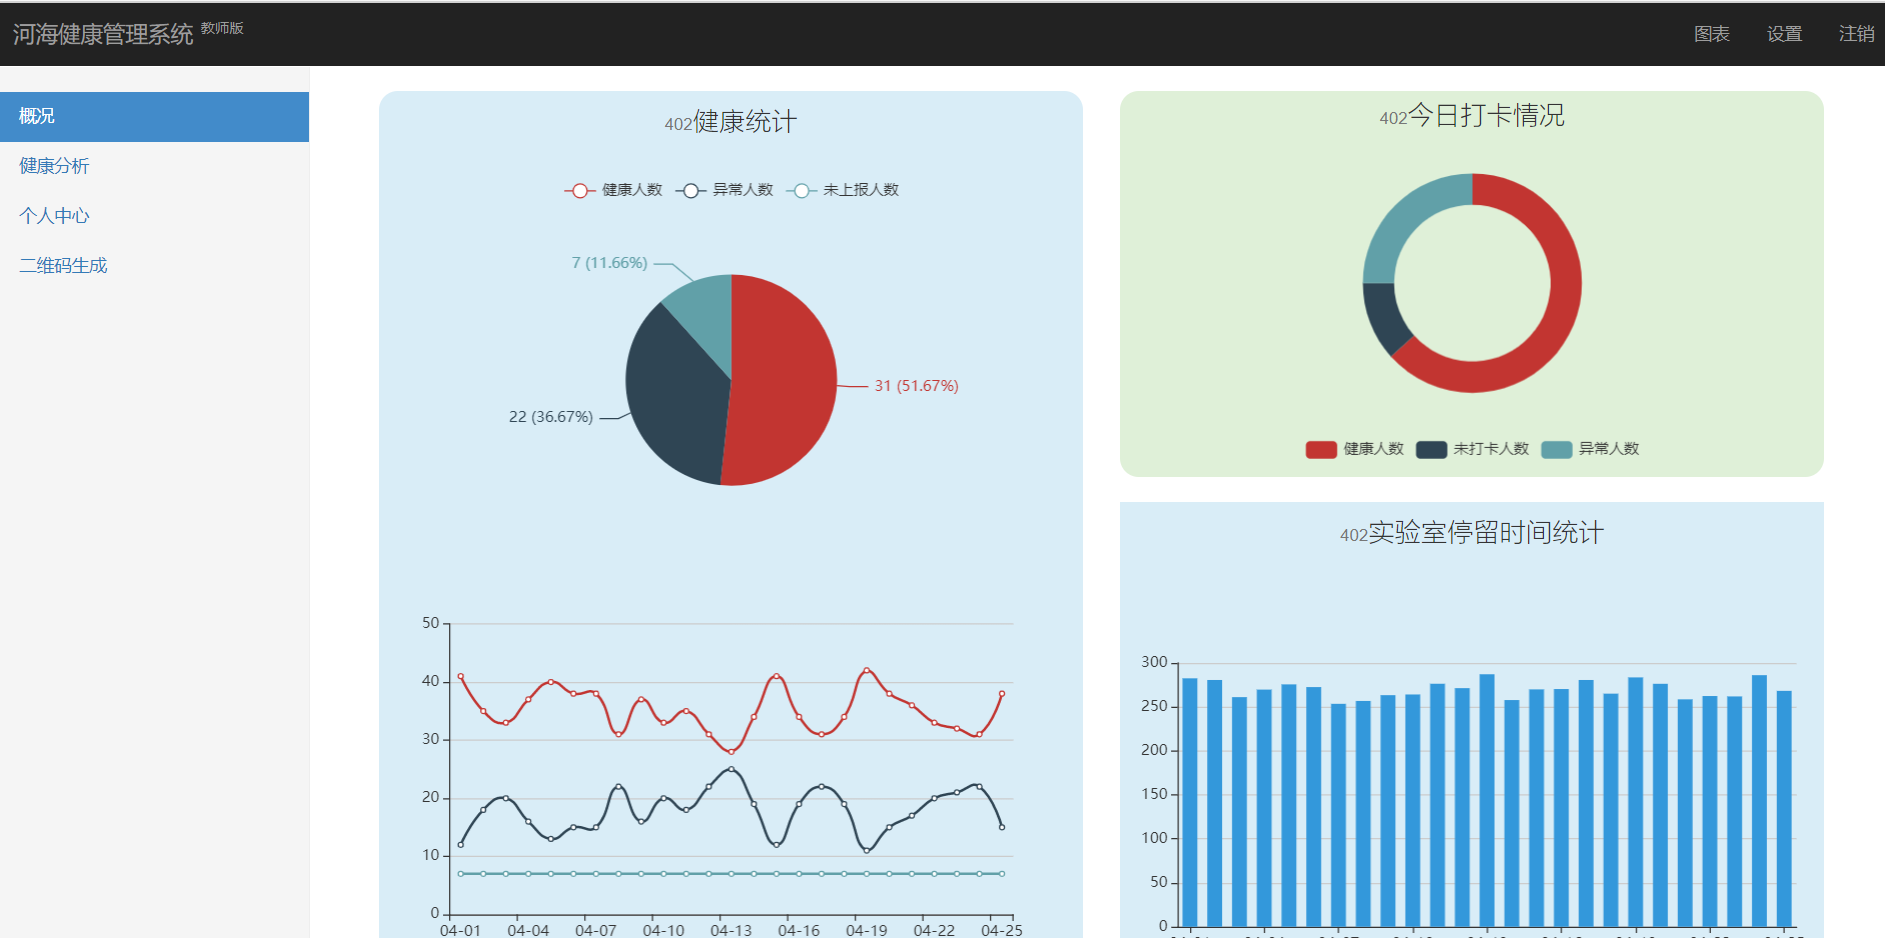 河海健康管理系统 教师版
图表 设置 注销
概况
健康分析
个人中心
二维码生成
402健康统计
健康人数 异常人数 未上报人数
7 (11.66%)
31 (51.67%)
22 (36.67%)
50
40
30
20
10
0
04-01 04-04 04-07 04-10 04-13 04-16 04-19 04-22 04-25
402今日打卡情况
健康人数 未打卡人数 异常人数
402实验室停留时间统计
300
250
200
150
100
50
0